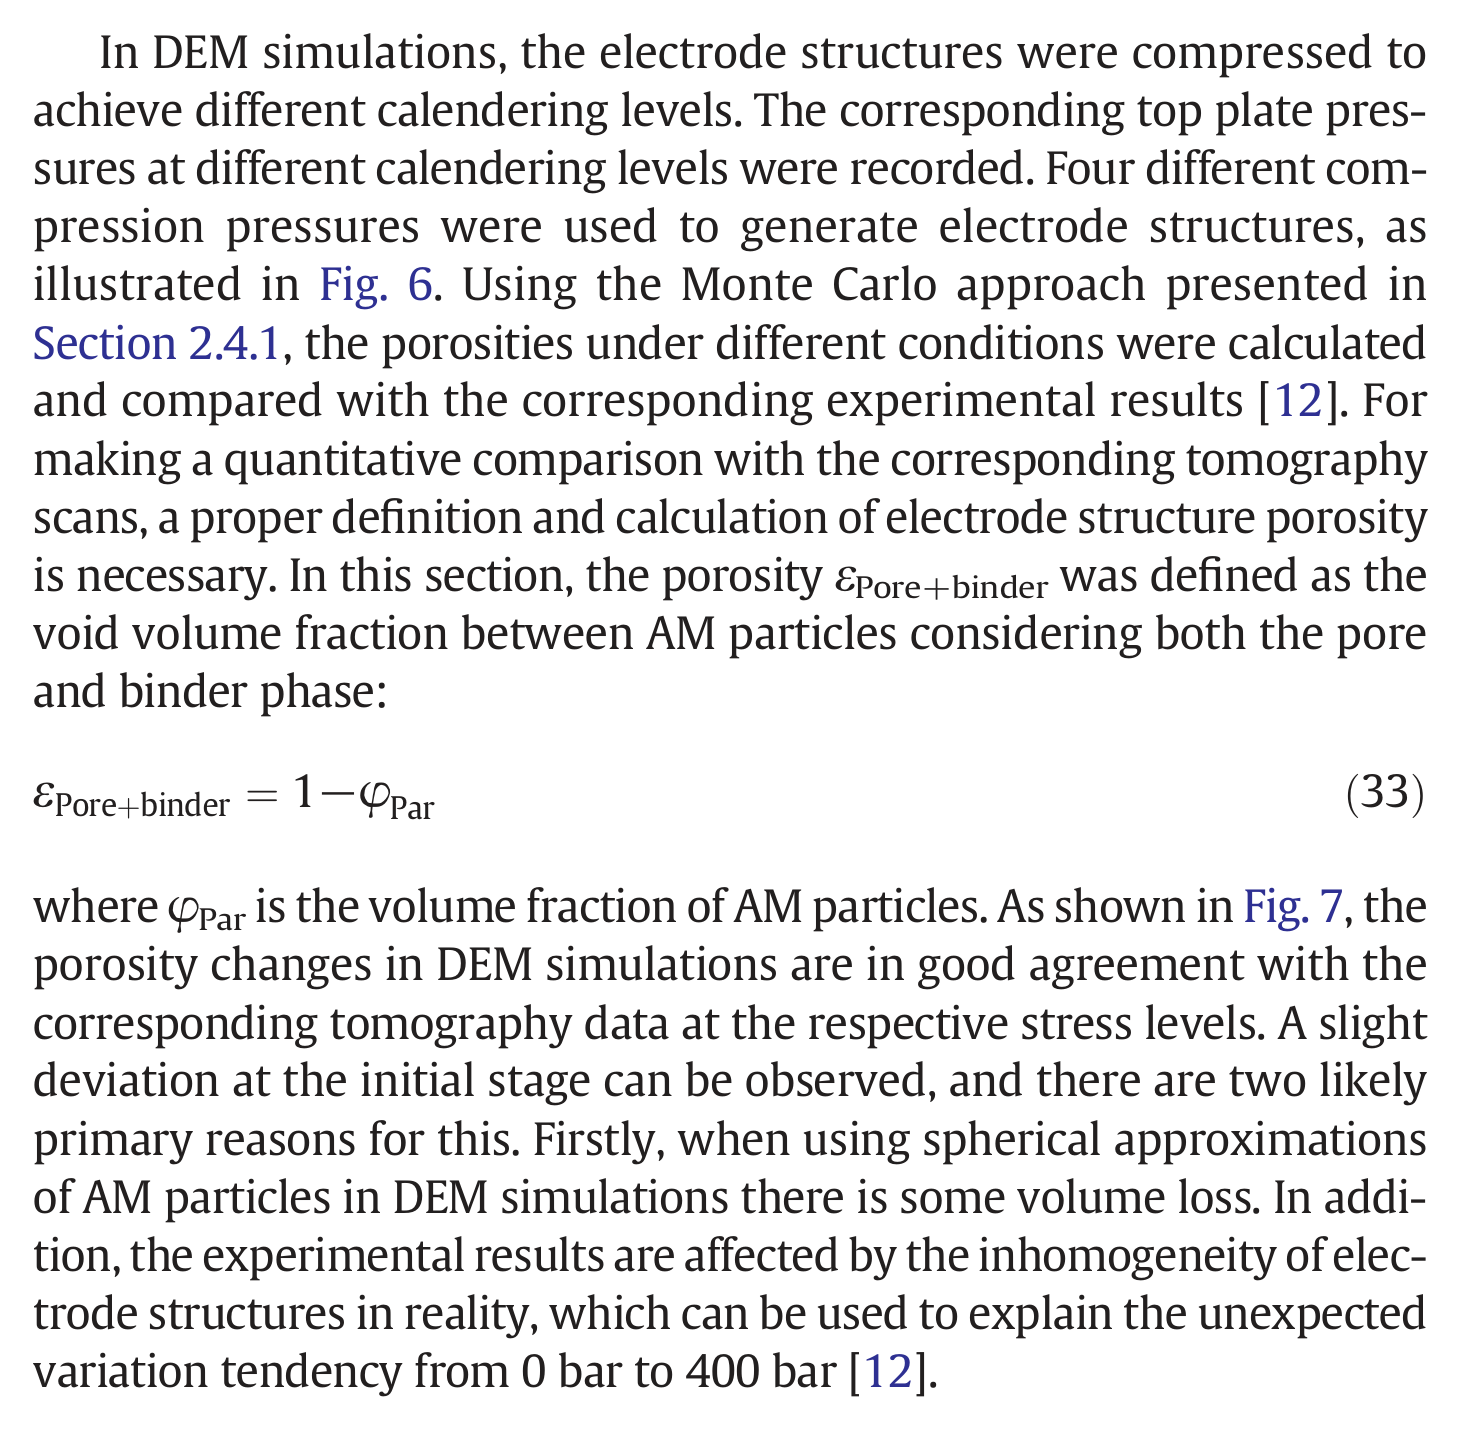 In DEM simulations, the electrode structures were compressed to
achieve different calendering levels. The corresponding top plate pres-
sures at different calendering levels were recorded. Four different com-
pression pressures were used to generate electrode structures, as
illustrated in Fig. 6. Using the Monte Carlo approach presented in
Section 2.4.1, the porosities under different conditions were calculated
and compared with the corresponding experimental results [12]. For
making a quantitative comparison with the corresponding tomography
scans, a proper definition and calculation of electrode structure porosity
is necessary. In this section, the porosity εPore+binder was defined as the
void volume fraction between AM particles considering both the pore
and binder phase:
εPore+binder = 1−φPar (33)
where φPar is the volume fraction of AM particles. As shown in Fig. 7, the
porosity changes in DEM simulations are in good agreement with the
corresponding tomography data at the respective stress levels. A slight
deviation at the initial stage can be observed, and there are two likely
primary reasons for this. Firstly, when using spherical approximations
of AM particles in DEM simulations there is some volume loss. In addi-
tion, the experimental results are affected by the inhomogeneity of elec-
trode structures in reality, which can be used to explain the unexpected
variation tendency from 0 bar to 400 bar [12].